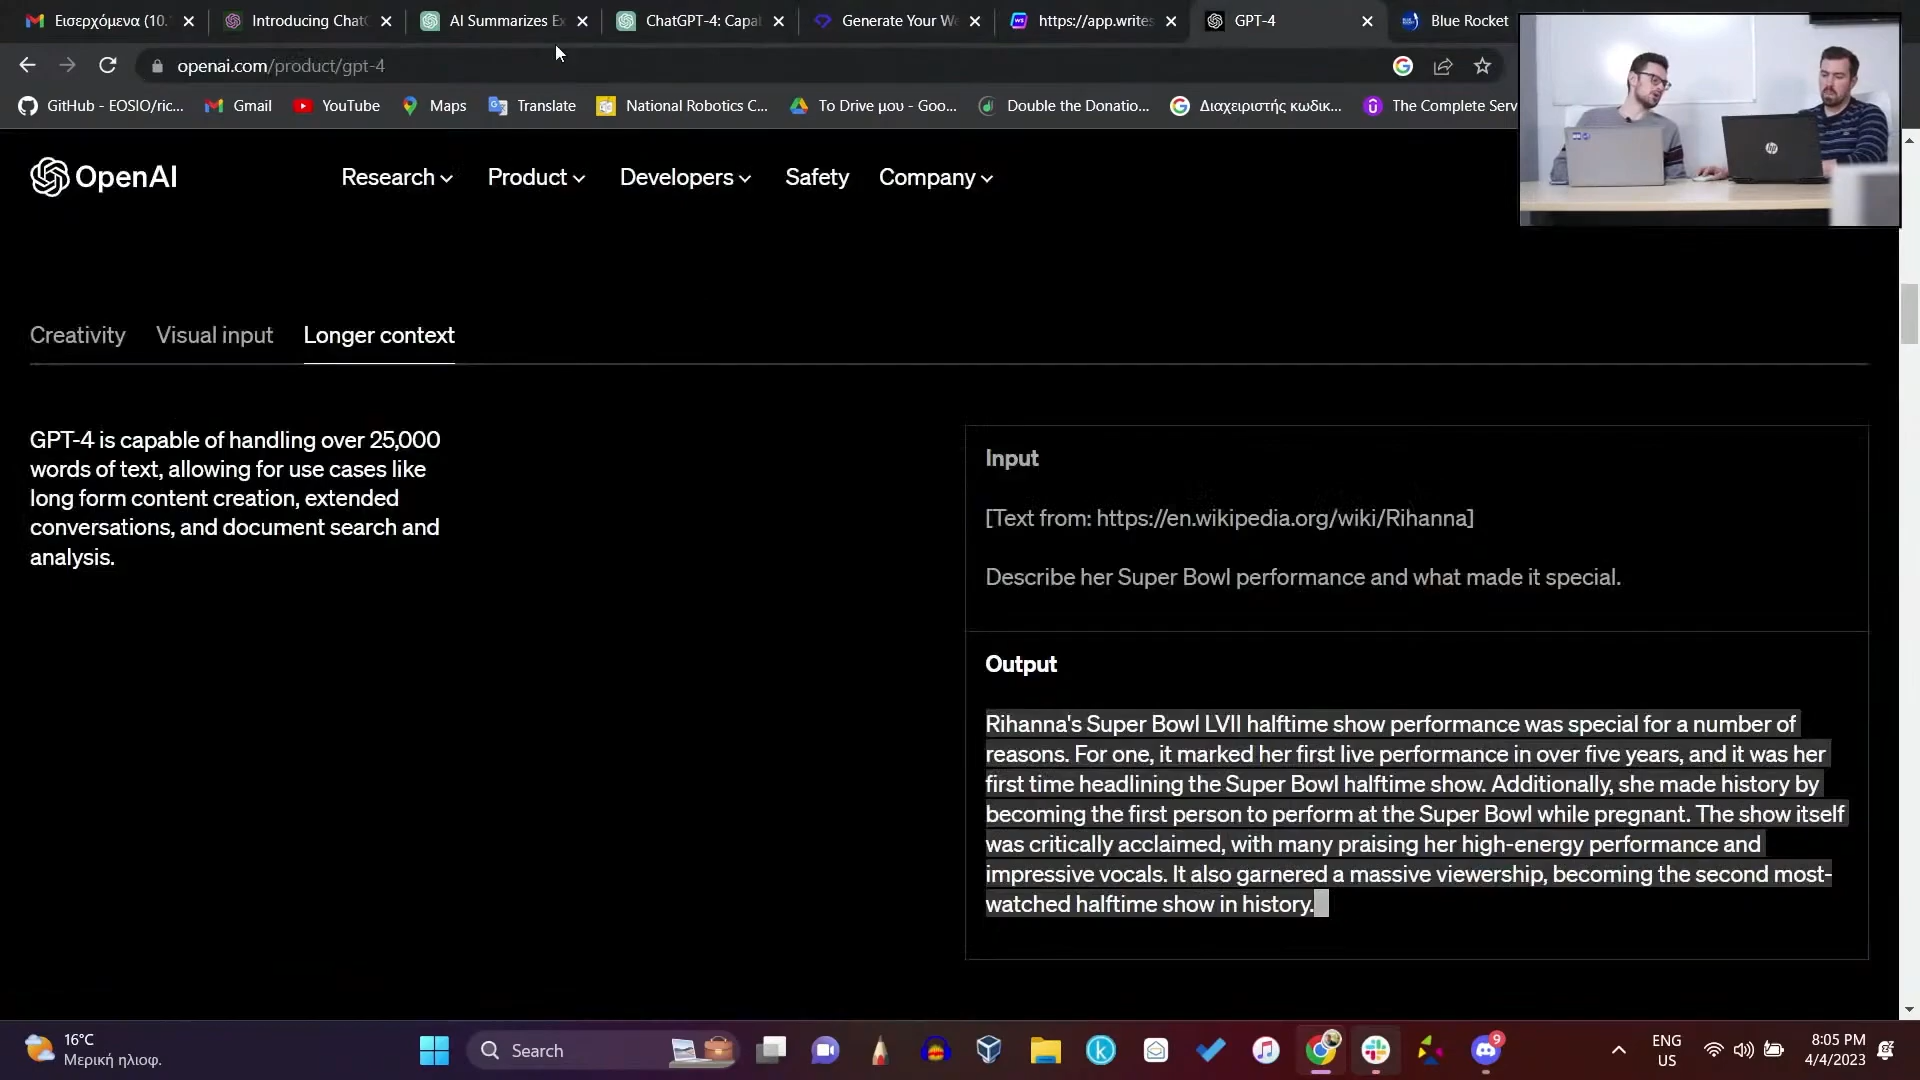 Εισερχόμενα (10.
Introducing ChatG
AI Summarizes Ex
ChatGPT-4: Capal
Generate Your We
https://app.writes
GPT-4
Blue Rocket
openai.com/product/gpt-4
GitHub - EOSIO/ric...
Gmail
YouTube
Maps
Translate
National Robotics C...
To Drive μου - Goo...
Double the Donatio...
Διαχειριστής κωδικ...
The Complete Serv
OpenAI
Research
Product
Developers
Safety
Company
Creativity
Visual input
Longer context
GPT-4 is capable of handling over 25,000
words of text, allowing for use cases like
long form content creation, extended
conversations, and document search and
analysis.
Input
[Text from: https://en.wikipedia.org/wiki/Rihanna]
Describe her Super Bowl performance and what made it special.
Output
Rihanna's Super Bowl LVII halftime show performance was special for a number of
reasons. For one, it marked her first live performance in over five years, and it was her
first time headlining the Super Bowl halftime show. Additionally, she made history by
becoming the first person to perform at the Super Bowl while pregnant. The show itself
was critically acclaimed, with many praising her high-energy performance and
impressive vocals. It also garnered a massive viewership, becoming the second most-
watched halftime show in history.
16°C
Μερική ηλιοφ.
Search
9
ENG
US
8:05 PM
4/4/2023
hp